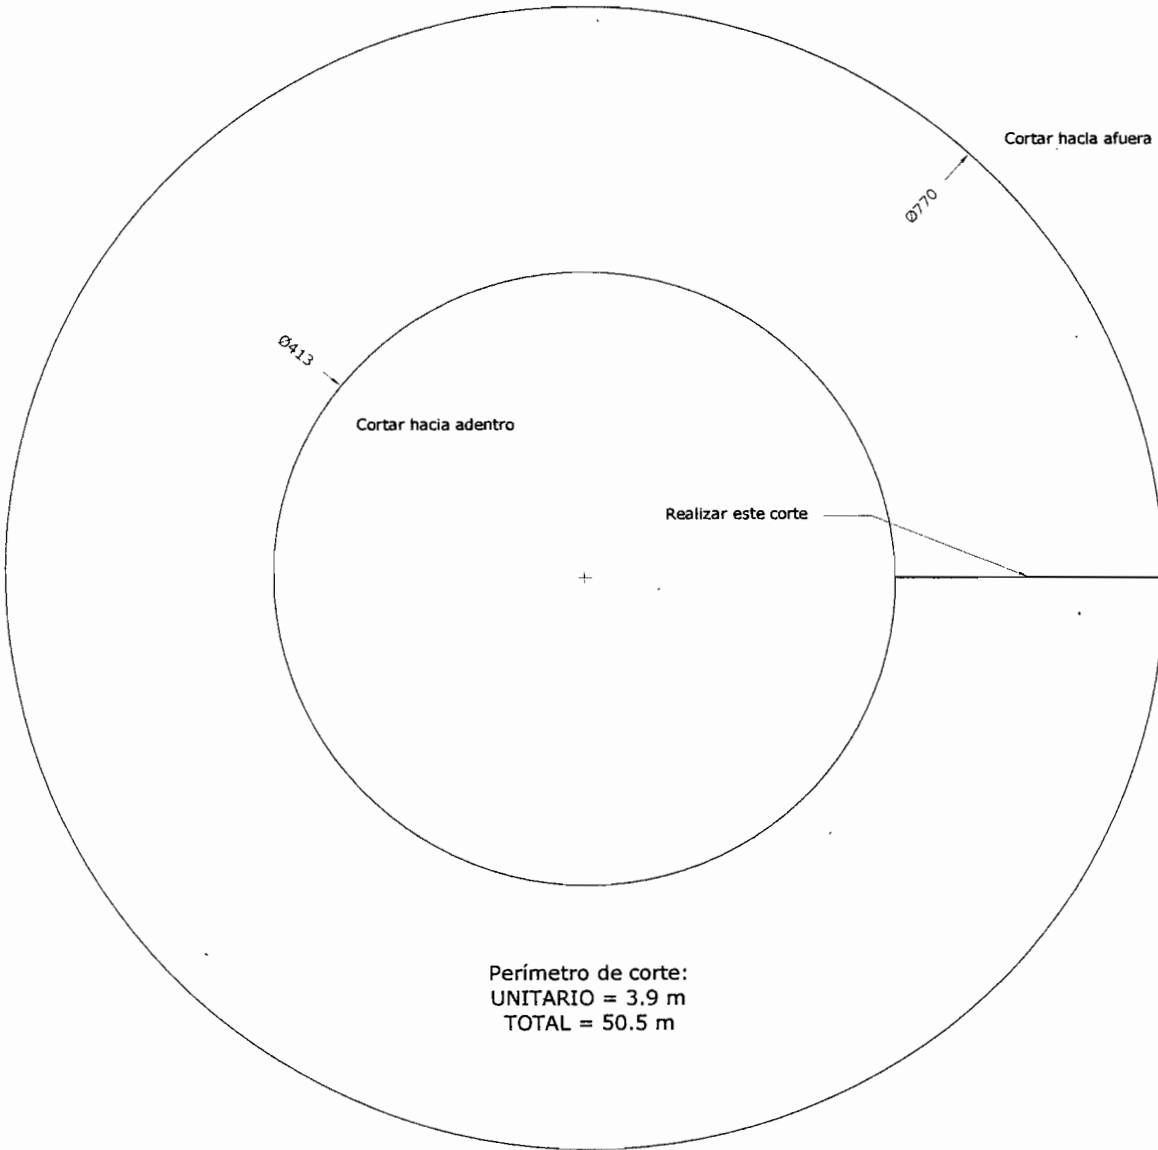 Cortar hacia afuera
Ø770
Ø413
Cortar hacia adentro
Realizar este corte
Perímetro de corte:
UNITARIO = 3.9 m
TOTAL = 50.5 m